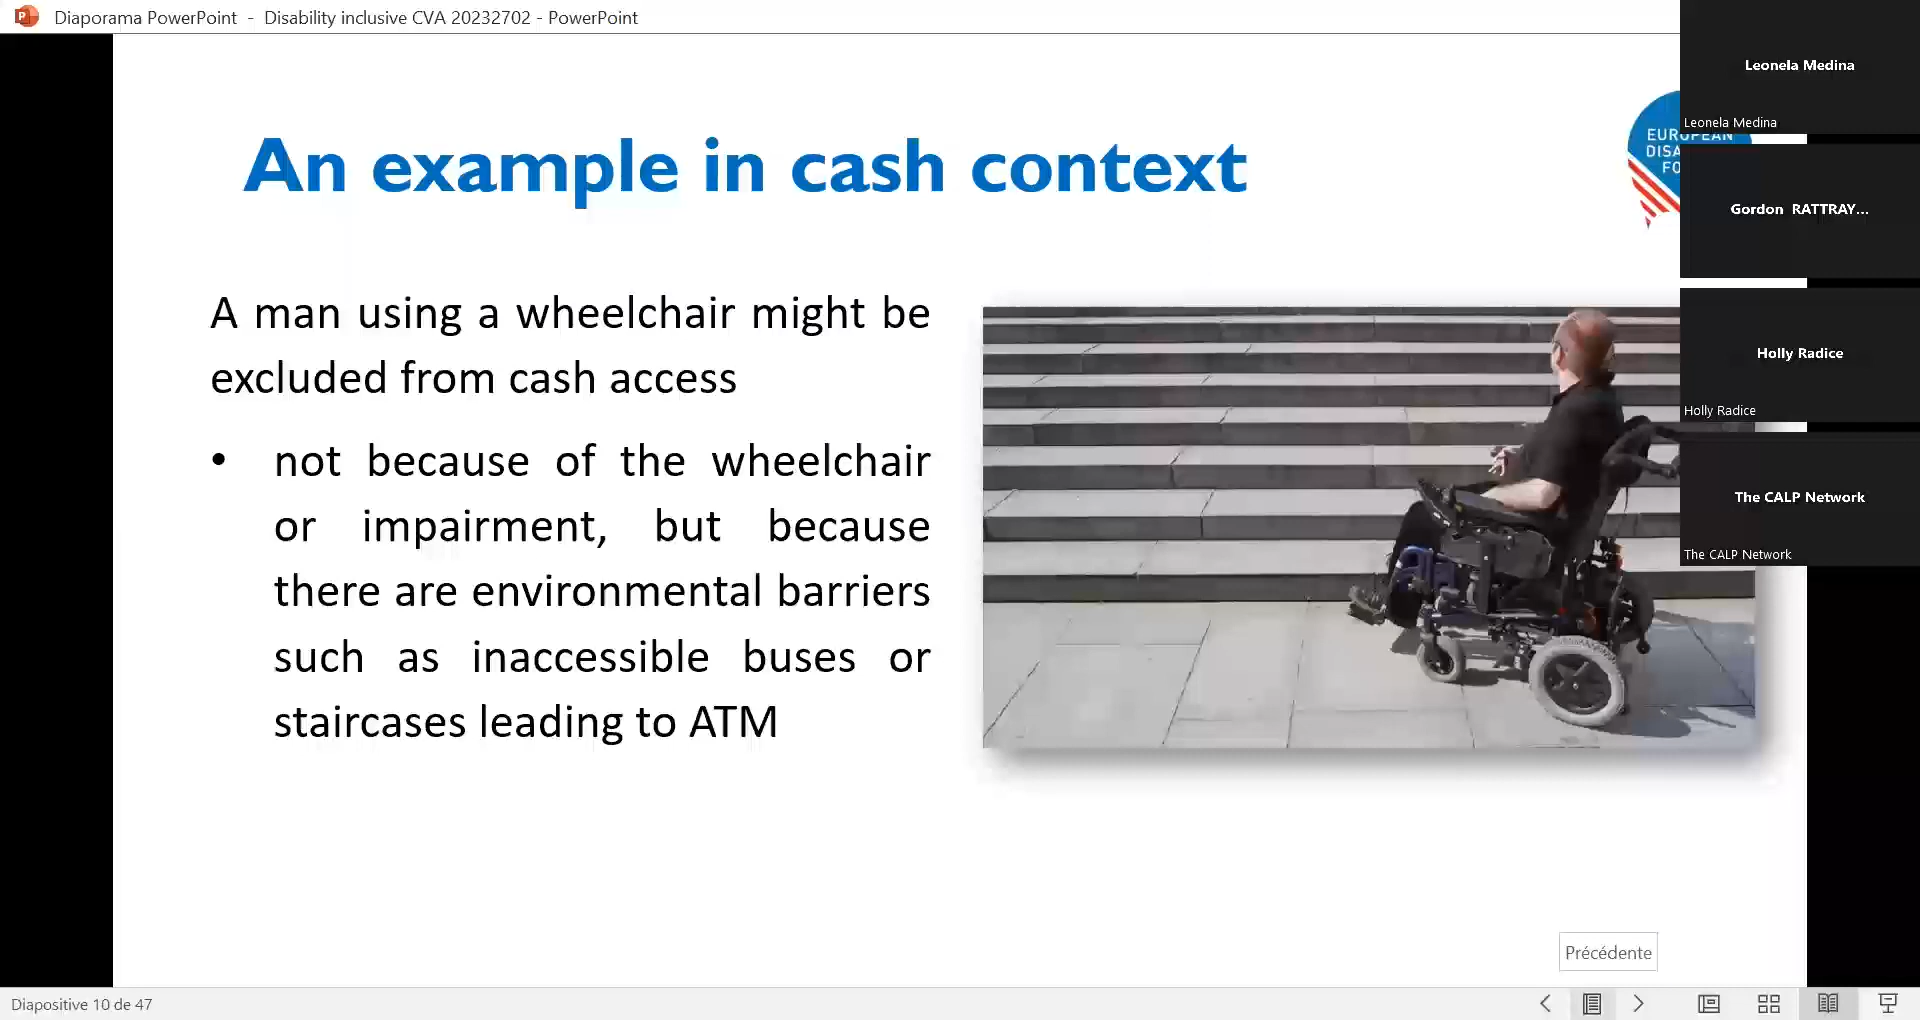 Diaporama PowerPoint - Disability inclusive CVA 20232702 - PowerPoint
An example in cash context
A man using a wheelchair might be
excluded from cash access
• not because of the wheelchair
or impairment, but because
there are environmental barriers
such as inaccessible buses or
staircases leading to ATM
EUROPEAN
Leonela Medina
Leonela Medina
Gordon RATTRAY...
Holly Radice
Holly Radice
The CALP Network
The CALP Network
Précédente
Diapositive 10 de 47